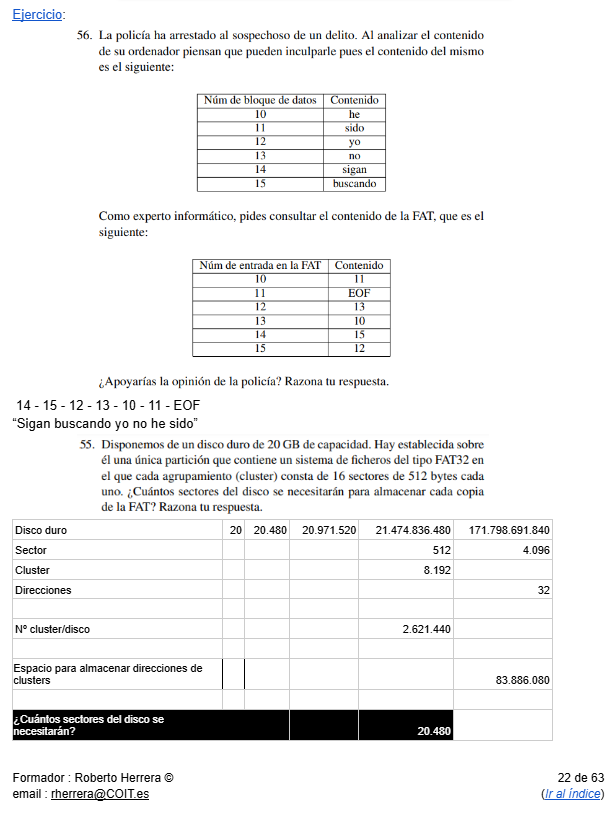 Ejercicio:
56. La policía ha arrestado al sospechoso de un delito. Al analizar el contenido
de su ordenador piensan que pueden inculparle pues el contenido del mismo
es el siguiente:
Núm de bloque de datos Contenido
10 he
11 sido
12 yo
13 no
14 sigan
15 buscando
Como experto informático, pides consultar el contenido de la FAT, que es el
siguiente:
Núm de entrada en la FAT Contenido
10 11
11 EOF
12 13
13 10
14 15
15 12
¿Apoyarías la opinión de la policía? Razona tu respuesta.
14 - 15 - 12 - 13 - 10 - 11 - EOF
“Sigan buscando yo no he sido”
55. Disponemos de un disco duro de 20 GB de capacidad. Hay establecida sobre
él una única partición que contiene un sistema de ficheros del tipo FAT32 en
el que cada agrupamiento (cluster) consta de 16 sectores de 512 bytes cada
uno. ¿Cuántos sectores del disco se necesitarán para almacenar cada copia
de la FAT? Razona tu respuesta.
Disco duro 20 20.480 20.971.520 21.474.836.480 171.798.691.840
Sector 512 4.096
Cluster 8.192
Direcciones 32
Nº cluster/disco 2.621.440
Espacio para almacenar direcciones de
clusters 83.886.080
¿Cuántos sectores del disco se
necesitarán? 20.480
Formador : Roberto Herrera © 22 de 63
email : rherrera@COIT.es (Ir al índice)